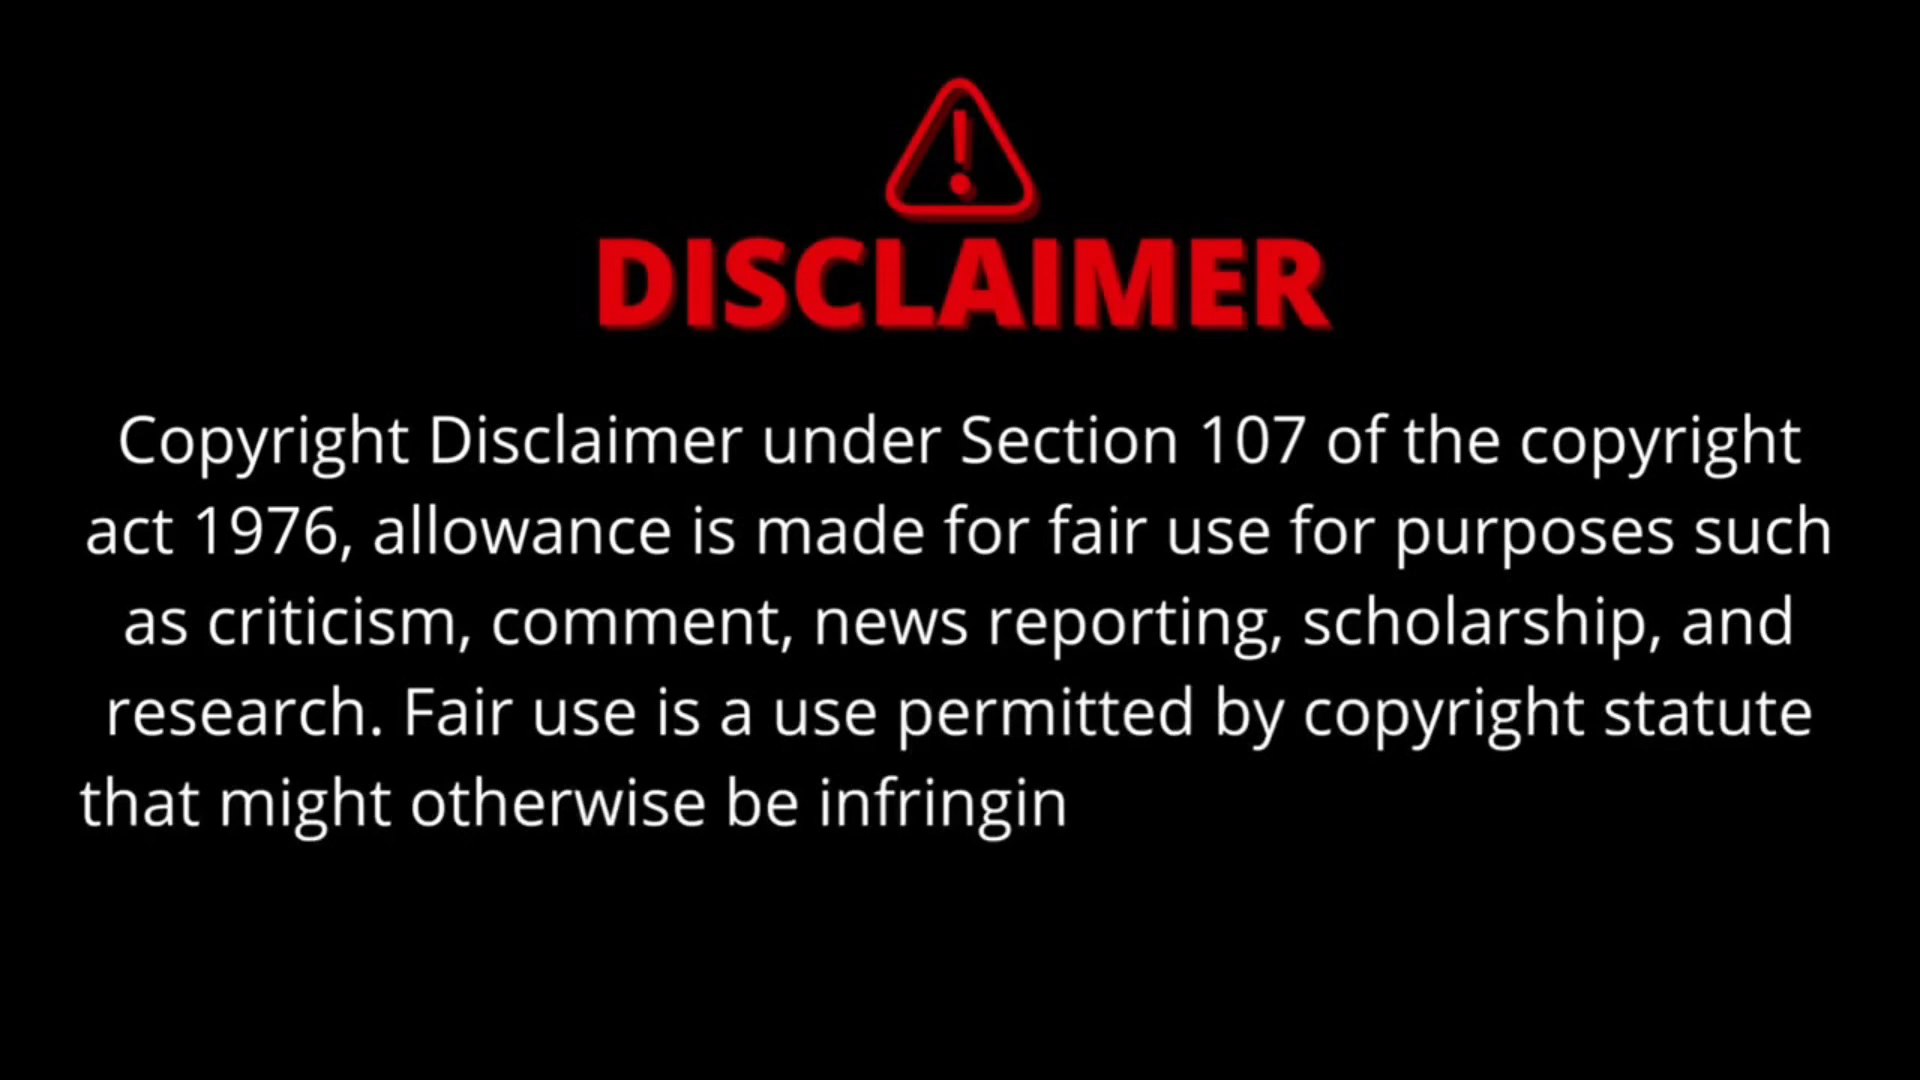 DISCLAIMER
Copyright Disclaimer under Section 107 of the copyright
act 1976, allowance is made for fair use for purposes such
as criticism, comment, news reporting, scholarship, and
research. Fair use is a use permitted by copyright statute
that might otherwise be infringin